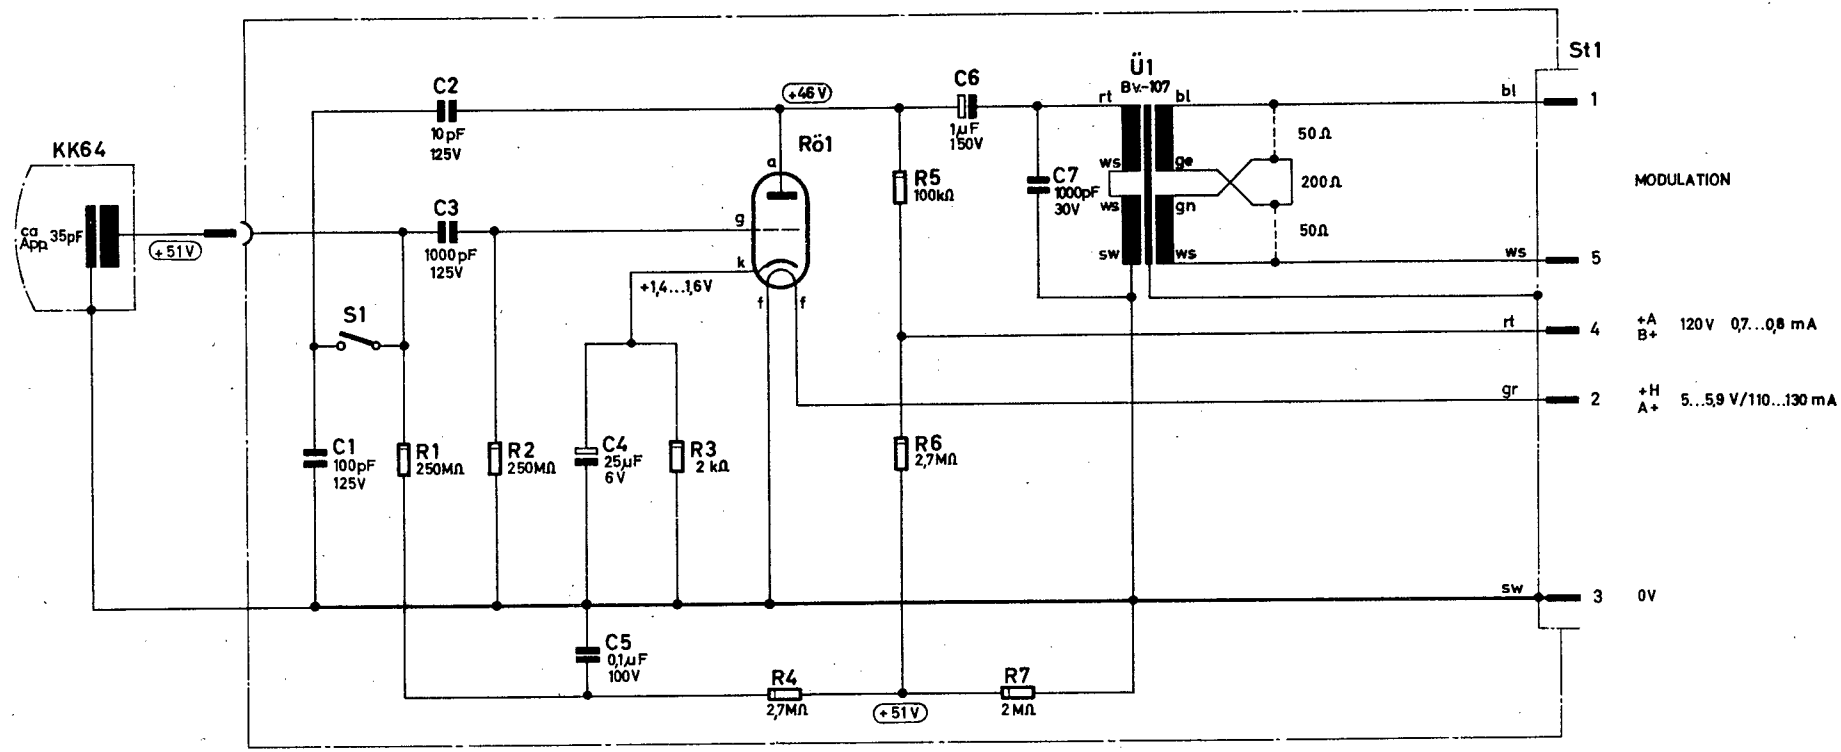 St1
Ü1
Bv.-107
C2
10pF
125V
+46V
C6
1µF
150V
rt
bl
bl
1
50Ω
KK64
Rö1
a
ca
App.
35pF
+51V
C3
1000pF
125V
g
k
+1,4...1,6V
f
f
R5
100kΩ
C7
1000pF
30V
ws
ge
ws
gn
200Ω
50Ω
sw
ws
ws
5
MODULATION
S1
rt
4
+A
B+
120V 0,7...0,8 mA
gr
2
+H
A+
5...5,9 V/110...130 mA
C1
100pF
125V
R1
250MΩ
R2
250MΩ
C4
25µF
6V
R3
2 kΩ
R6
2,7MΩ
sw
3
0V
C5
0,1µF
100V
R4
2,7MΩ
+51V
R7
2MΩ